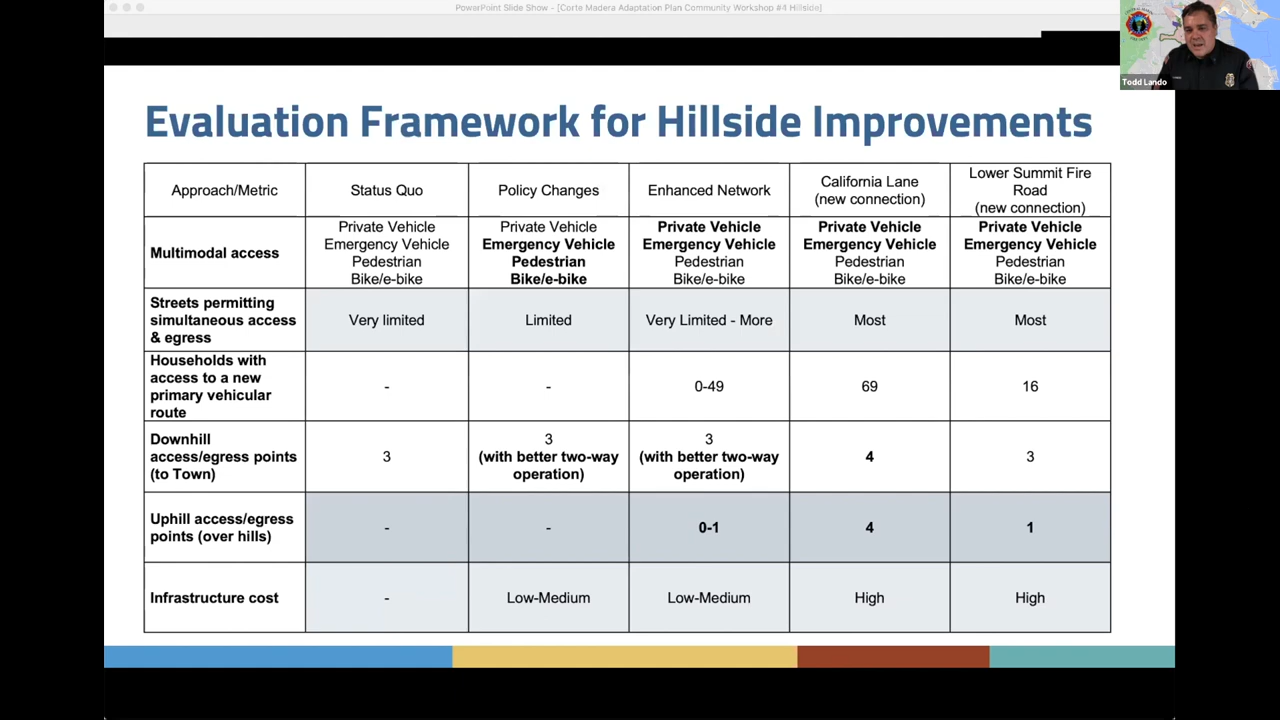 PowerPoint Slide Show - [Corte Madera Adaptation Plan Community Workshop #4 Hillside]
Todd Lando
Evaluation Framework for Hillside Improvements
Approach/Metric
Status Quo
Policy Changes
Enhanced Network
California Lane
(new connection)
Lower Summit Fire
Road
(new connection)
Multimodal access
Private Vehicle
Emergency Vehicle
Pedestrian
Bike/e-bike
Private Vehicle
Emergency Vehicle
Pedestrian
Bike/e-bike
Private Vehicle
Emergency Vehicle
Pedestrian
Bike/e-bike
Private Vehicle
Emergency Vehicle
Pedestrian
Bike/e-bike
Private Vehicle
Emergency Vehicle
Pedestrian
Bike/e-bike
Streets permitting
simultaneous access
& egress
Very limited
Limited
Very Limited - More
Most
Most
Households with
access to a new
primary vehicular
route
-
-
0-49
69
16
Downhill
access/egress points
(to Town)
3
3
(with better two-way
operation)
3
(with better two-way
operation)
4
3
Uphill access/egress
points (over hills)
-
-
0-1
4
1
Infrastructure cost
-
Low-Medium
Low-Medium
High
High